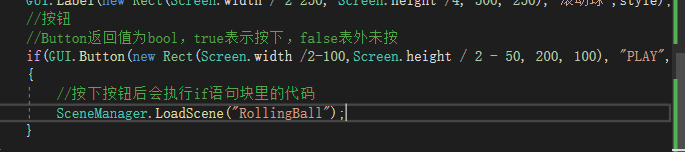 GUI.Label(new Rect(Screen.width / 2 250, Screen.height /4, 500, 250), "滚动球",style);
//按钮
//Button返回值为bool，true表示按下，false表外未按
if(GUI.Button(new Rect(Screen.width /2-100,Screen.height / 2 - 50, 200, 100), "PLAY",
{
//按下按钮后会执行if语句块里的代码
SceneManager.LoadScene("RollingBall");
}